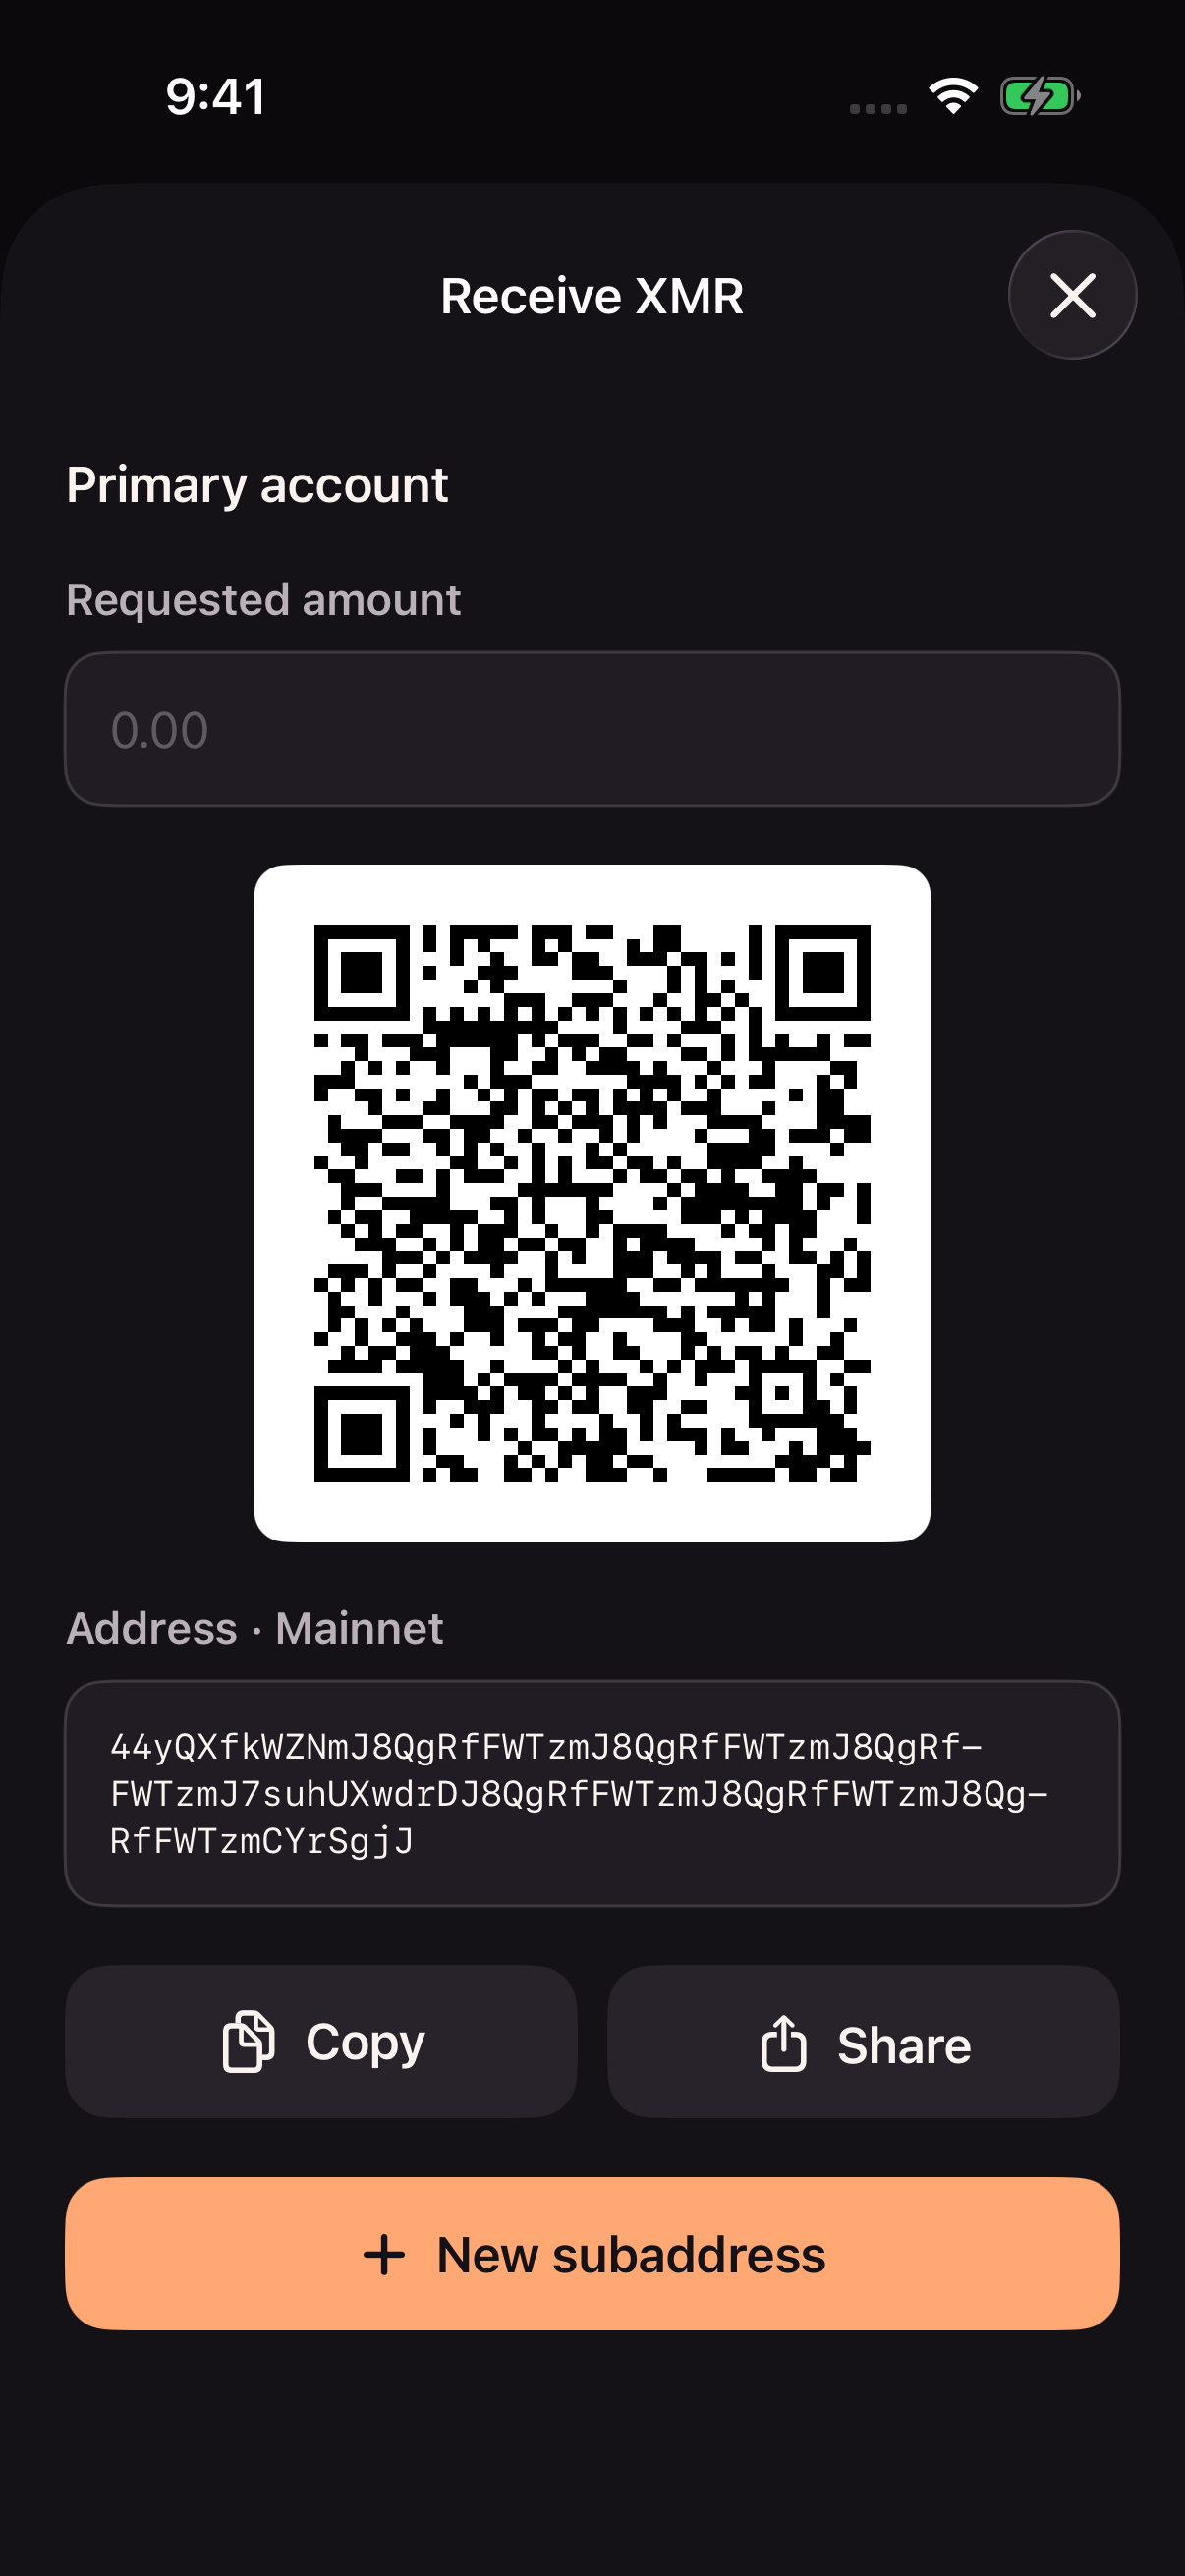 9:41
Receive XMR
Primary account
Requested amount
0.00
Address · Mainnet
44yQXfkWZNmJ8QgRfFWTzmJ8QgRfFWTzmJ8QgRf-
FWTzmJ7suhUXwdrDJ8QgRfFWTzmJ8QgRfFWTzmJ8Qg-
RfFWTzmCYrSgjJ
Copy
Share
New subaddress